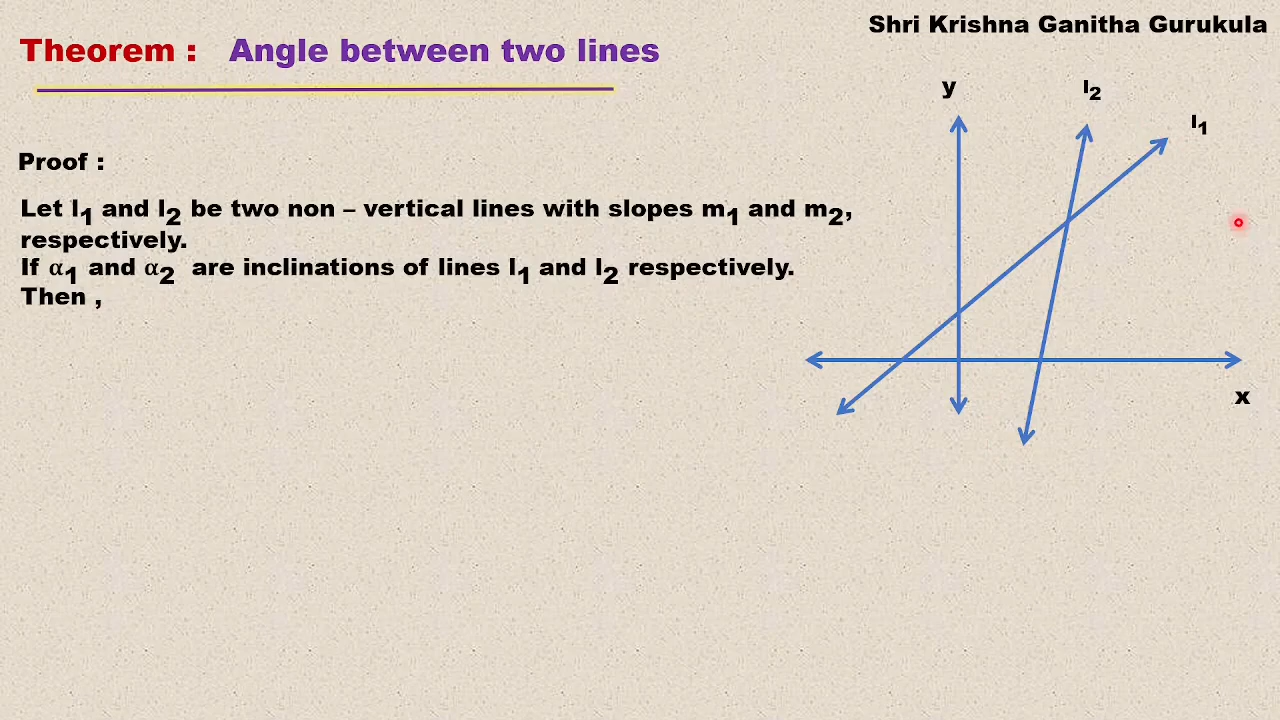 Shri Krishna Ganitha Gurukula
Theorem : Angle between two lines
Proof :
Let l₁ and l₂ be two non – vertical lines with slopes m₁ and m₂,
respectively.
If α₁ and α₂ are inclinations of lines l₁ and l₂ respectively.
Then ,
y
l₂
l₁
x